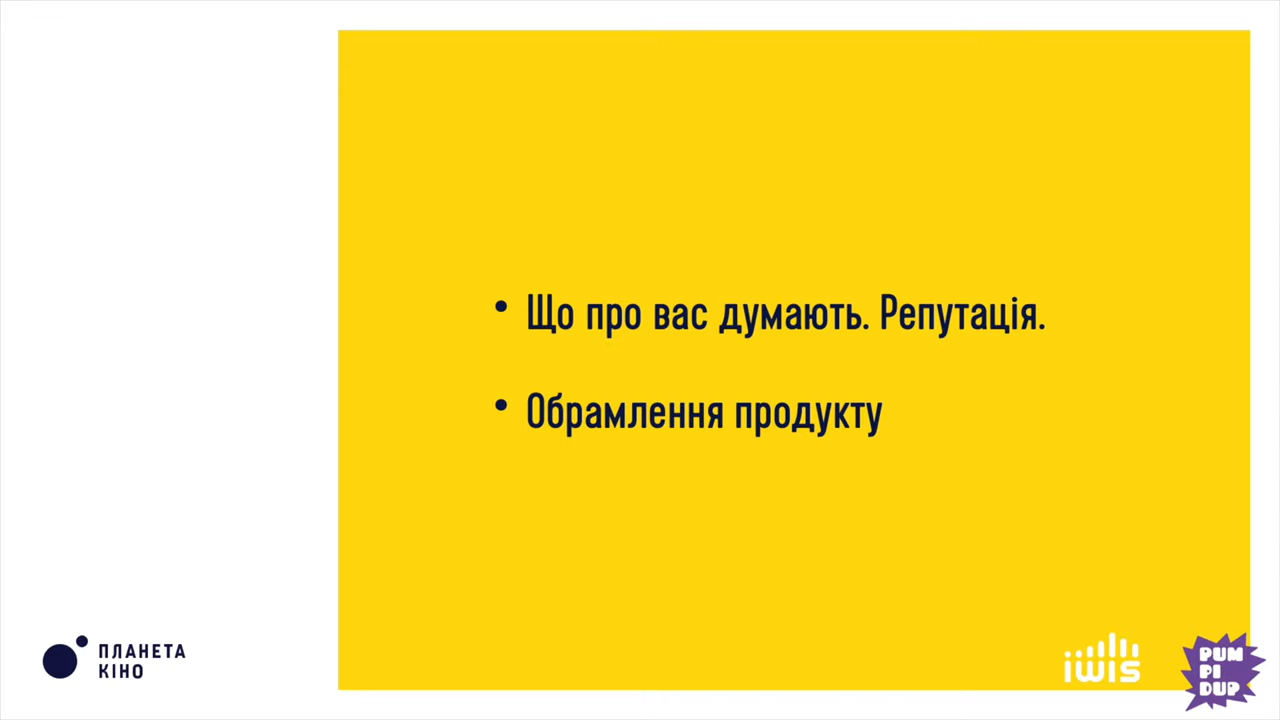 • Що про вас думають. Репутація.
• Обрамлення продукту
ПЛАНЕТА
КІНО
iwis
PUM
PI
DUP